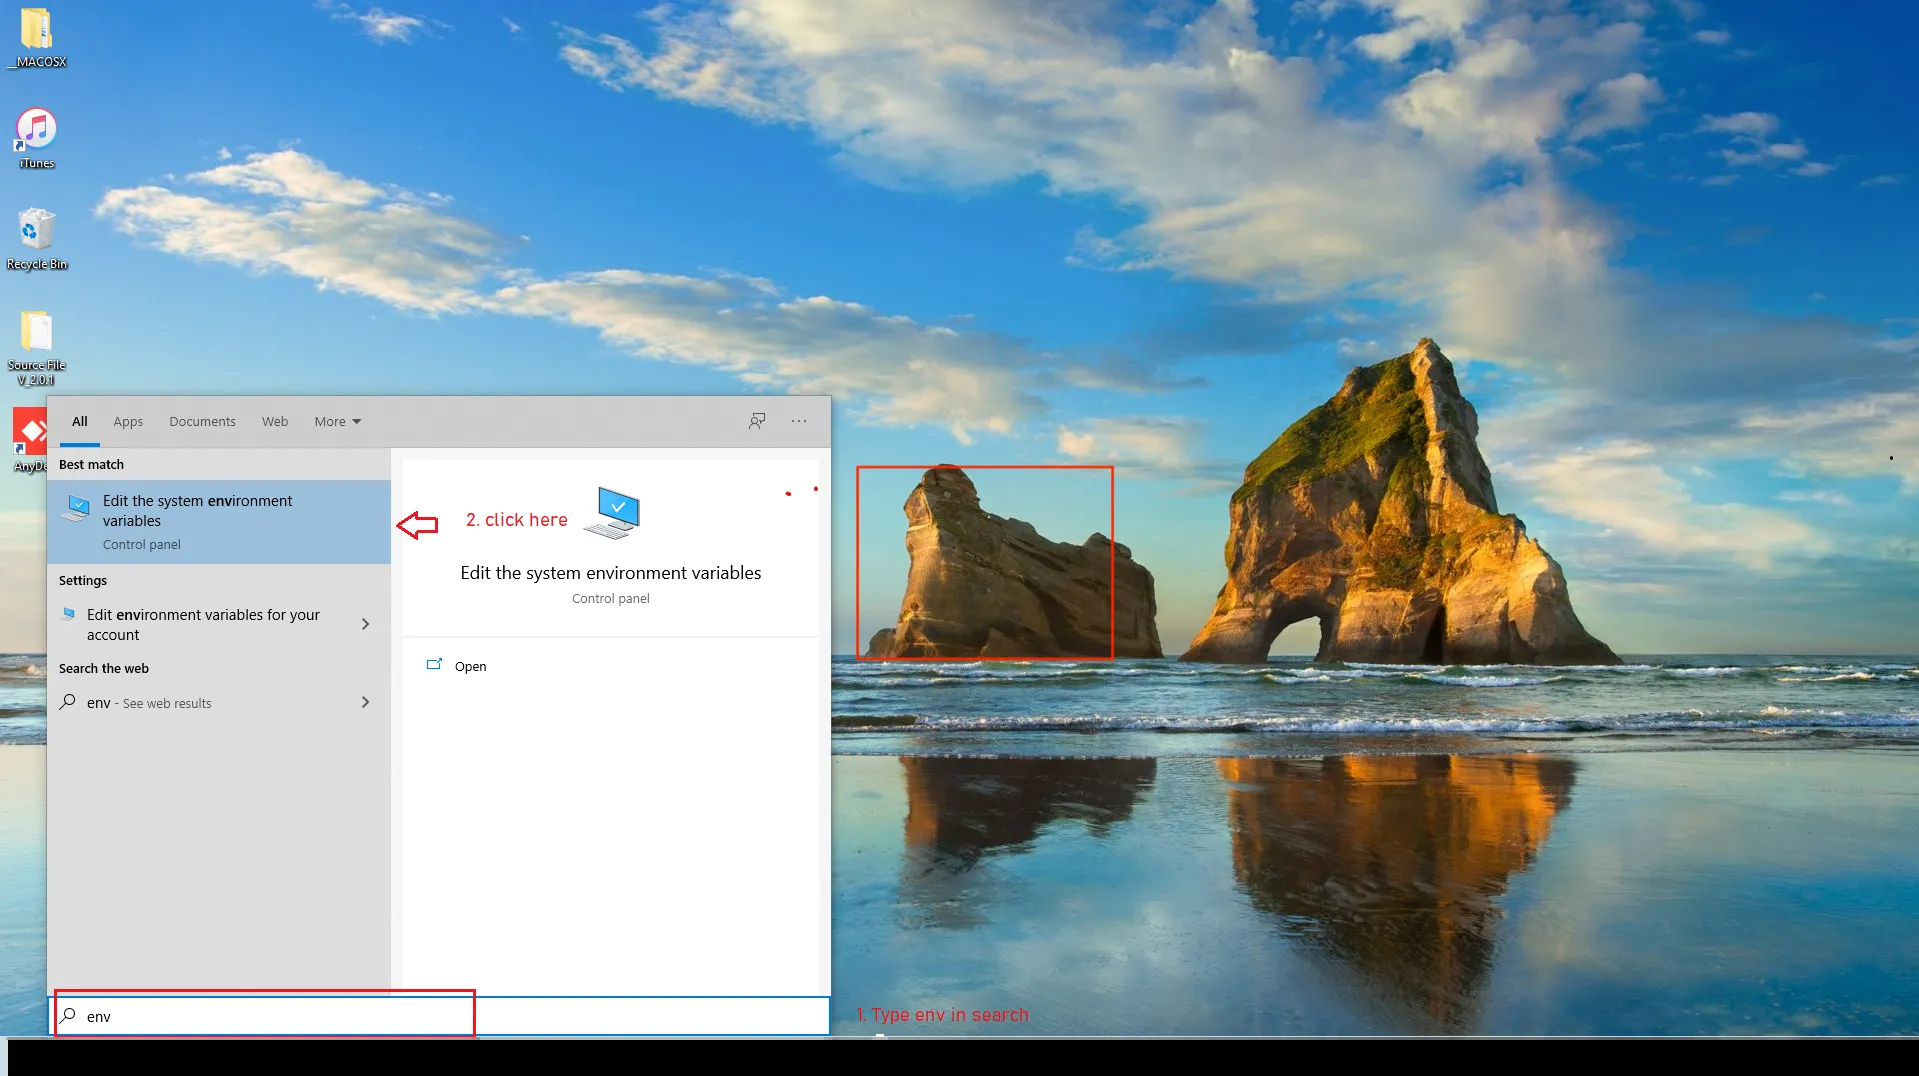 __MACOSX
iTunes
Recycle Bin
Source File
V_2.0.1
AnyDe
All Apps Documents Web More
Best match
Edit the system environment
variables
Control panel
Settings
Edit environment variables for your
account
Search the web
env - See web results
2. click here
Edit the system environment variables
Control panel
Open
env
1. Type env in search